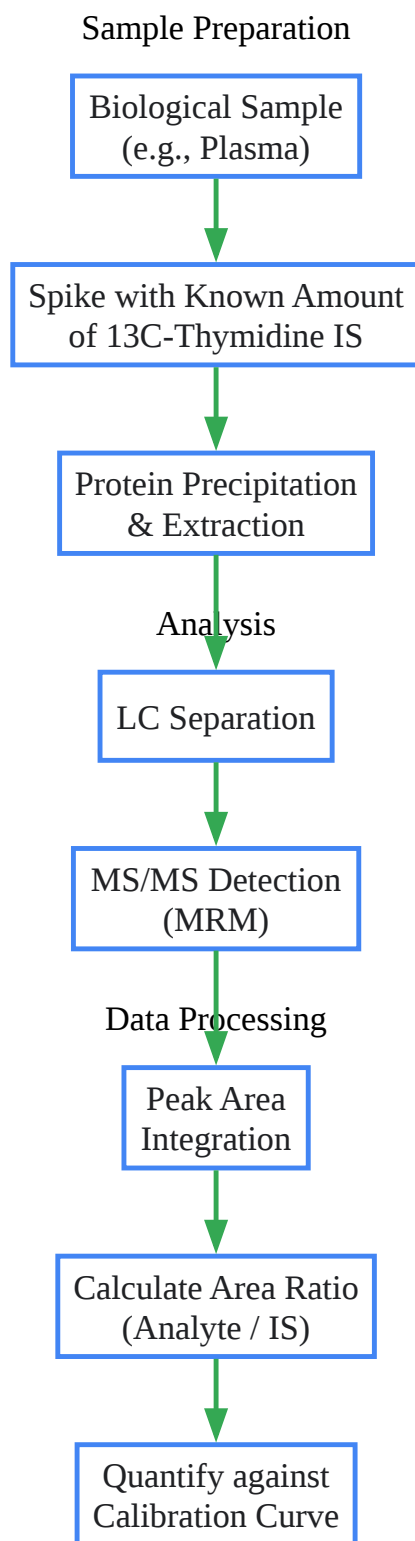 Sample Preparation
Biological Sample
(e.g., Plasma)
Spike with Known Amount
of 13C-Thymidine IS
Protein Precipitation
& Extraction
Analysis
LC Separation
MS/MS Detection
(MRM)
Data Processing
Peak Area
Integration
Calculate Area Ratio
(Analyte / IS)
Quantify against
Calibration Curve